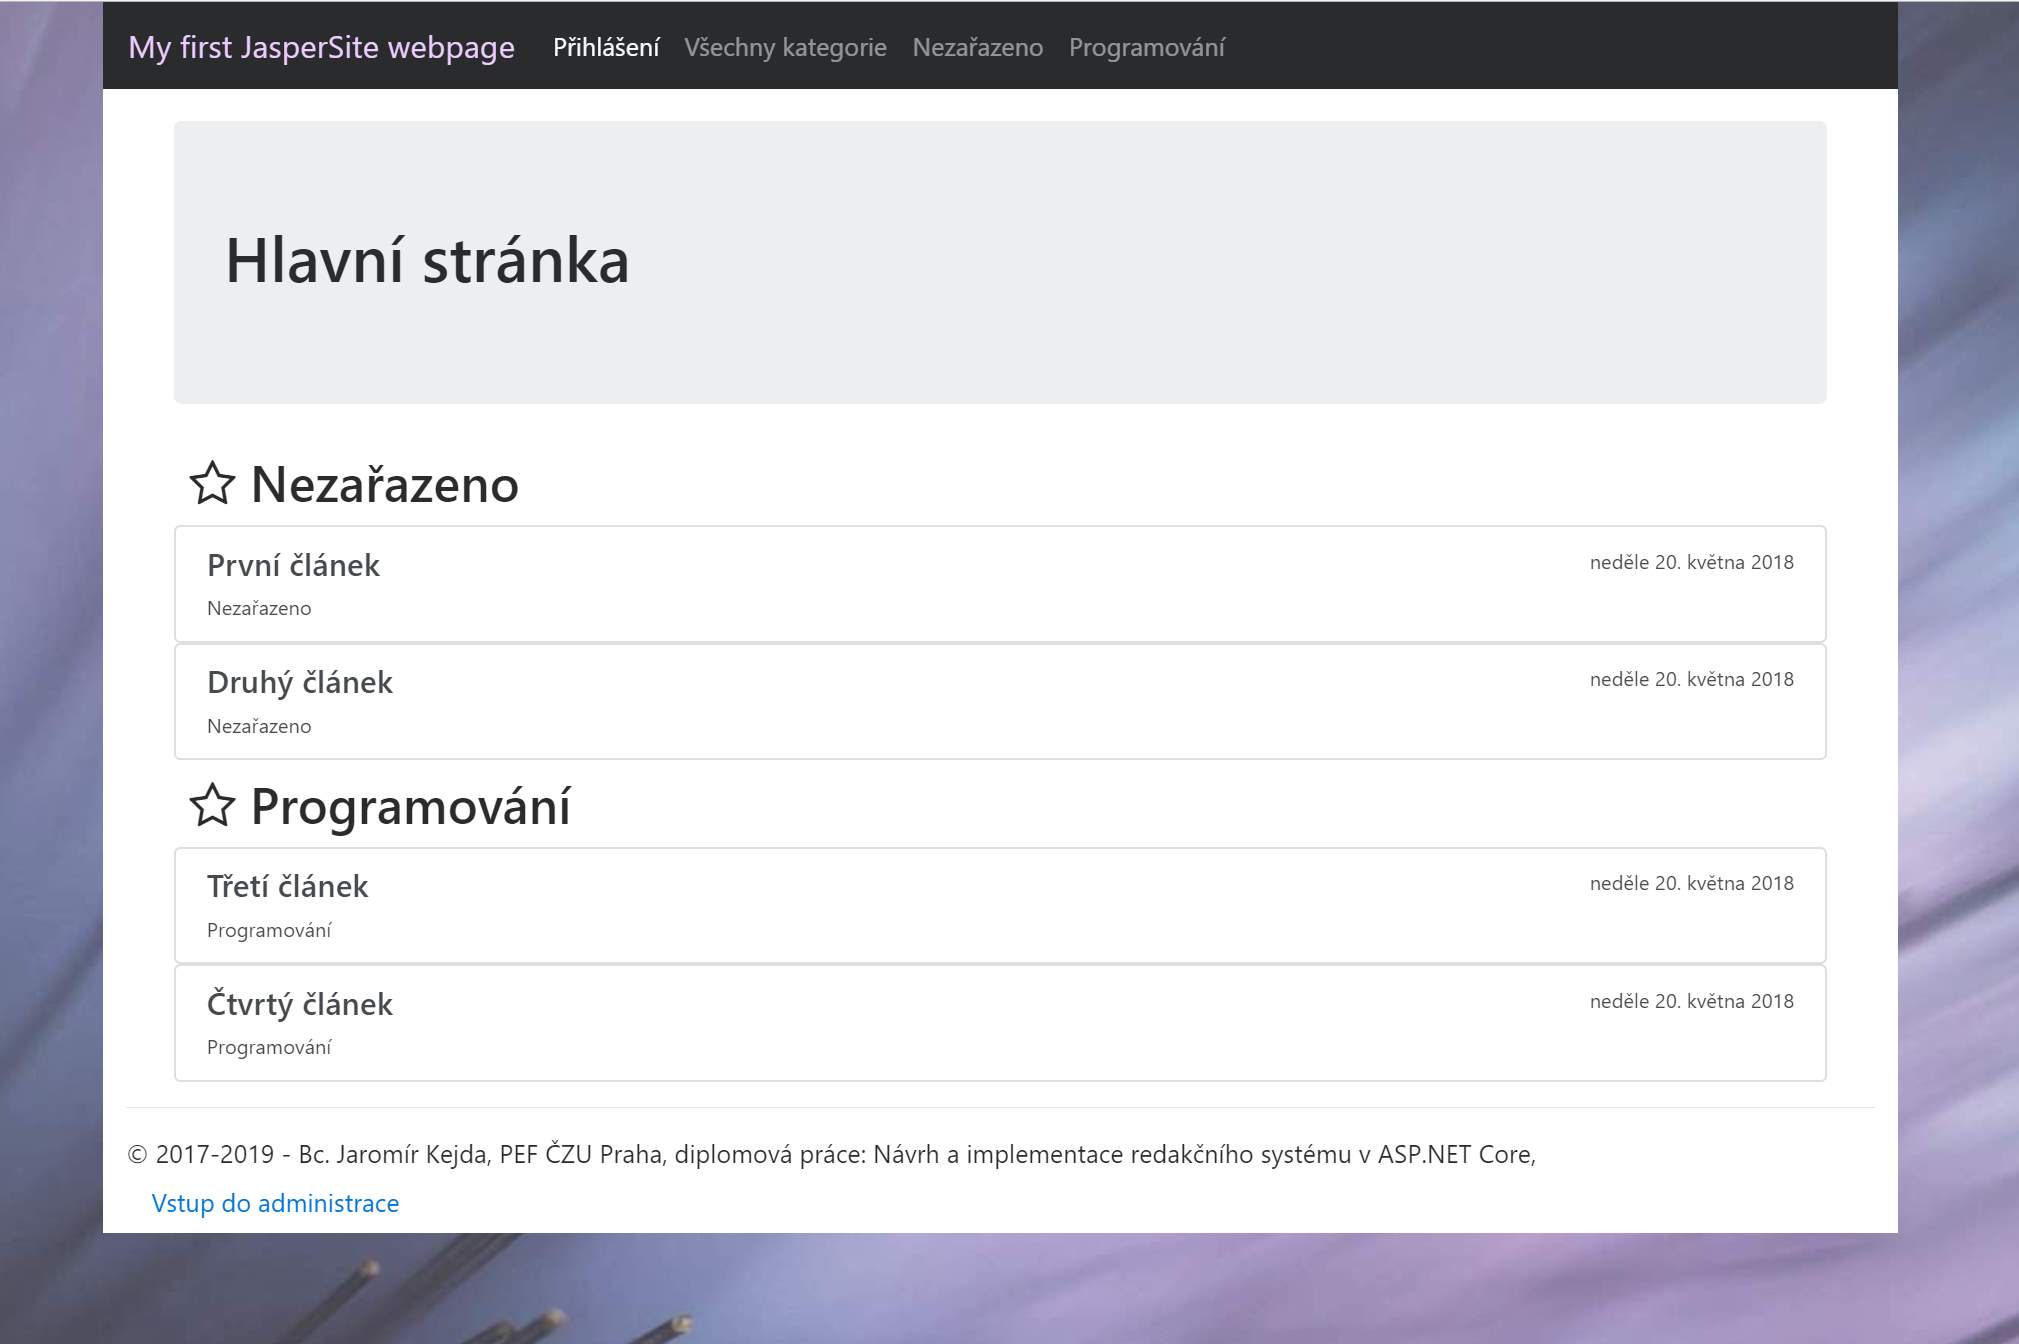 My first JasperSite webpage Přihlášení Všechny kategorie Nezařazeno Programování
Hlavní stránka
Nezařazeno
První článek neděle 20. května 2018
Nezařazeno
Druhý článek neděle 20. května 2018
Nezařazeno
Programování
Třetí článek neděle 20. května 2018
Programování
Čtvrtý článek neděle 20. května 2018
Programování
© 2017-2019 - Bc. Jaromír Kejda, PEF ČZU Praha, diplomová práce: Návrh a implementace redakčního systému v ASP.NET Core,
Vstup do administrace